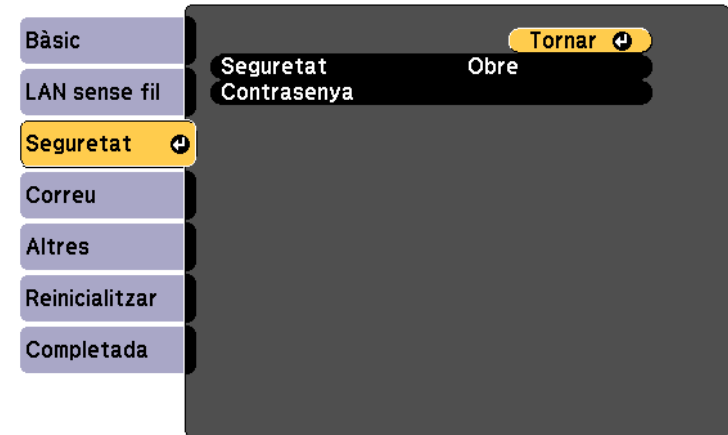 Bàsic
LAN sense fil
Seguretat
Correu
Altres
Reinicialitzar
Completada
Tornar
Seguretat Obre
Contrasenya